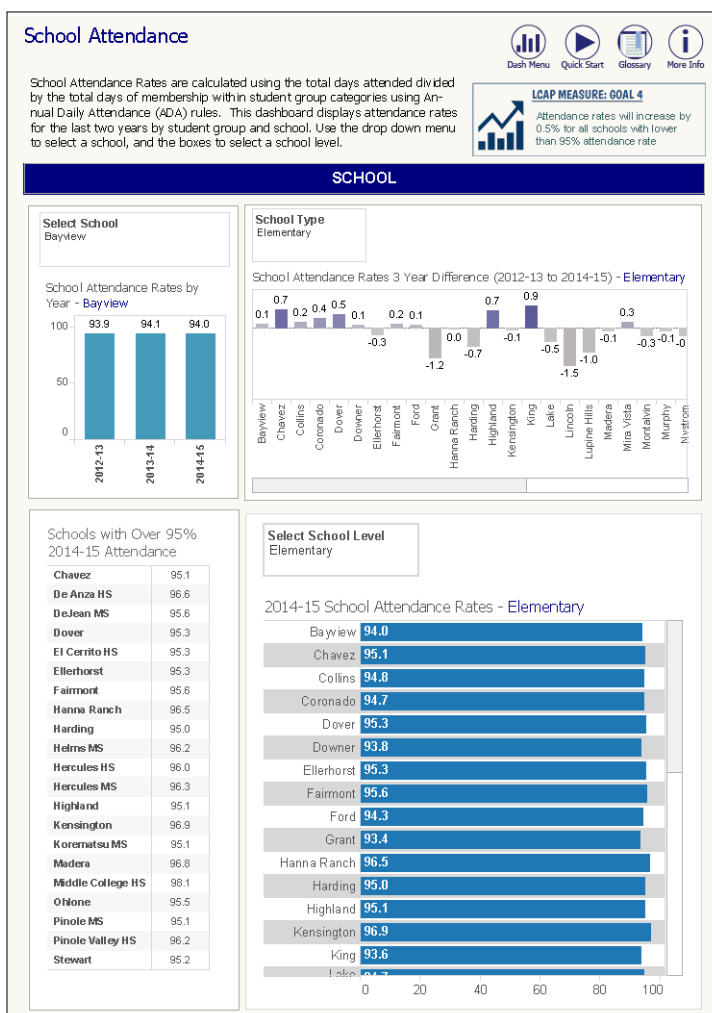 School Attendance
Dash Menu Quick Start Glossary More Info
School Attendance Rates are calculated using the total days attended divided
by the total days of membership within student group categories using An-
nual Daily Attendance (ADA) rules. This dashboard displays attendance rates
for the last two years by student group and school. Use the drop down menu
to select a school, and the boxes to select a school level.
LCAP MEASURE: GOAL 4
Attendance rates will increase by
0.5% for all schools with lower
than 95% attendance rate
SCHOOL
Select School
Bayview
School Attendance Rates by
Year - Bayview
93.9 94.1 94.0
100
50
0
2012-13
2013-14
2014-15
School Type
Elementary
School Attendance Rates 3 Year Difference (2012-13 to 2014-15) - Elementary
0.1
0.7
0.2
0.4
0.5
0.1
-0.3
0.2
0.1
-1.2
0.0
-0.7
0.7
-0.1
0.9
-0.5
-1.5
-1.0
-0.1
0.3
-0.3
-0.1
-0
Bayview
Chavez
Collins
Coronado
Dover
Downer
Ellerhorst
Fairmont
Ford
Grant
Hanna Ranch
Harding
Highland
Kensington
King
Lake
Lincoln
Lupine Hills
Madera
Mira Vista
Montalvin
Murphy
Nystrom
Schools with Over 95%
2014-15 Attendance
Chavez 95.1
De Anza HS 96.6
DeJean MS 95.6
Dover 95.3
El Cerrito HS 95.3
Ellerhorst 95.3
Fairmont 95.6
Hanna Ranch 96.5
Harding 95.0
Helms MS 96.2
Hercules HS 96.0
Hercules MS 96.3
Highland 95.1
Kensington 96.9
Korematsu MS 95.1
Madera 96.8
Middle College HS 98.1
Ohlone 95.5
Pinole MS 95.1
Pinole Valley HS 96.2
Stewart 95.2
Select School Level
Elementary
2014-15 School Attendance Rates - Elementary
Bayview 94.0
Chavez 95.1
Collins 94.8
Coronado 94.7
Dover 95.3
Downer 93.8
Ellerhorst 95.3
Fairmont 95.6
Ford 94.3
Grant 93.4
Hanna Ranch 96.5
Harding 95.0
Highland 95.1
Kensington 96.9
King 93.6
Lake
0 20 40 60 80 100